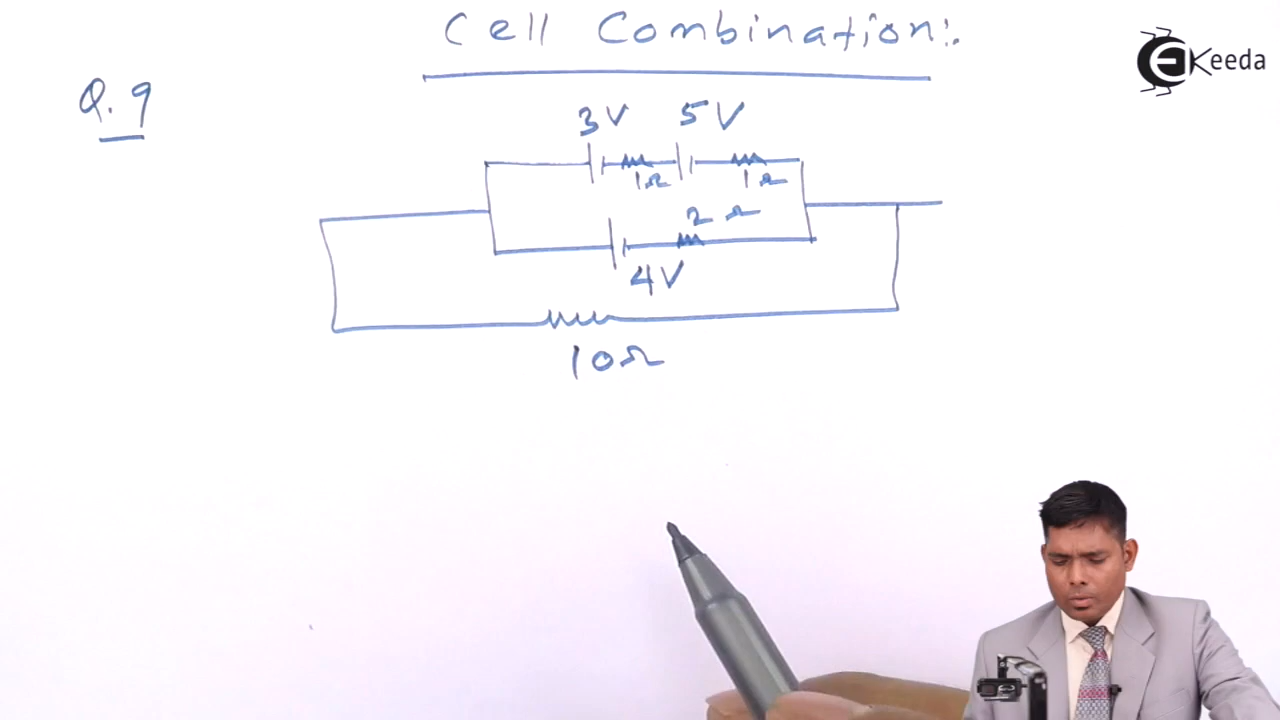 Cell Combination:.
EKeeda
Q. 9
3V 5V
1Ω 1Ω
2Ω
4V
10Ω